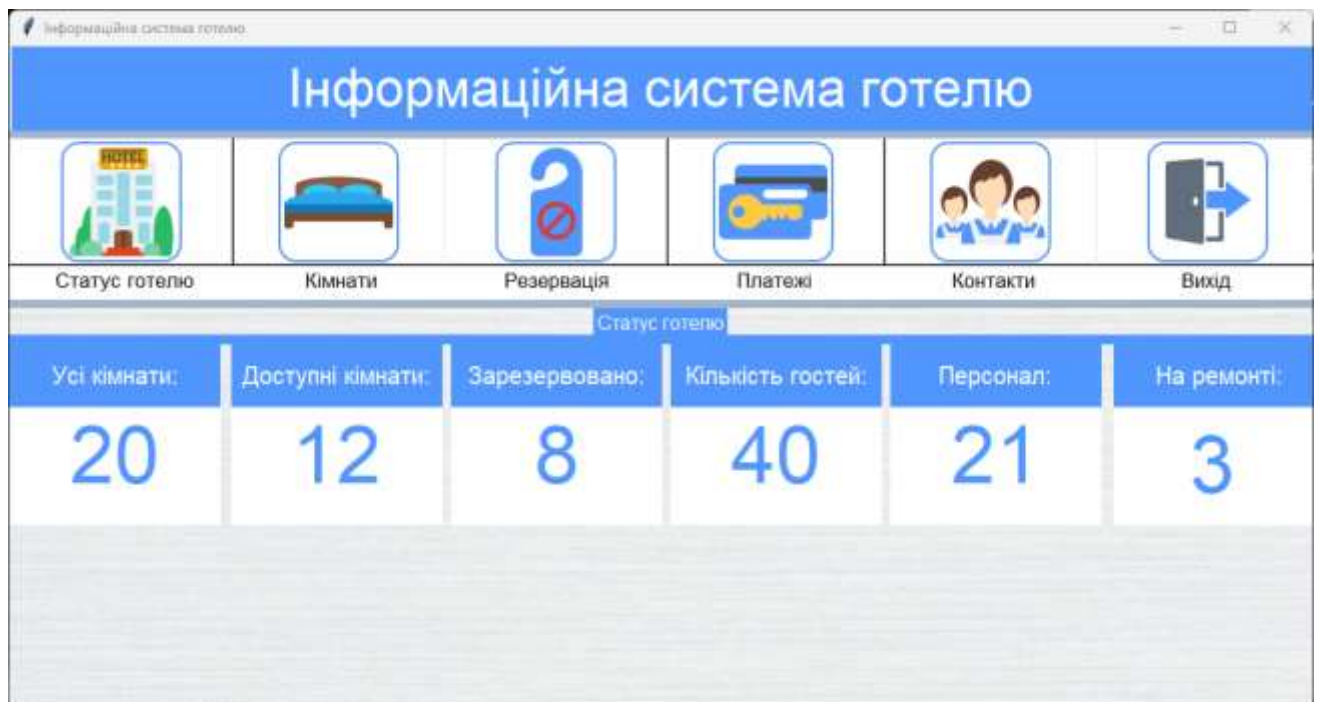 Інформаційна система готелю
Інформаційна система готелю
HOTEL
Статус готелю Кімнати Резервація Платежі Контакти Вихід
Статус готелю
Усі кімнати: Доступні кімнати: Зарезервовано: Кількість гостей: Персонал: На ремонті:
20 12 8 40 21 3